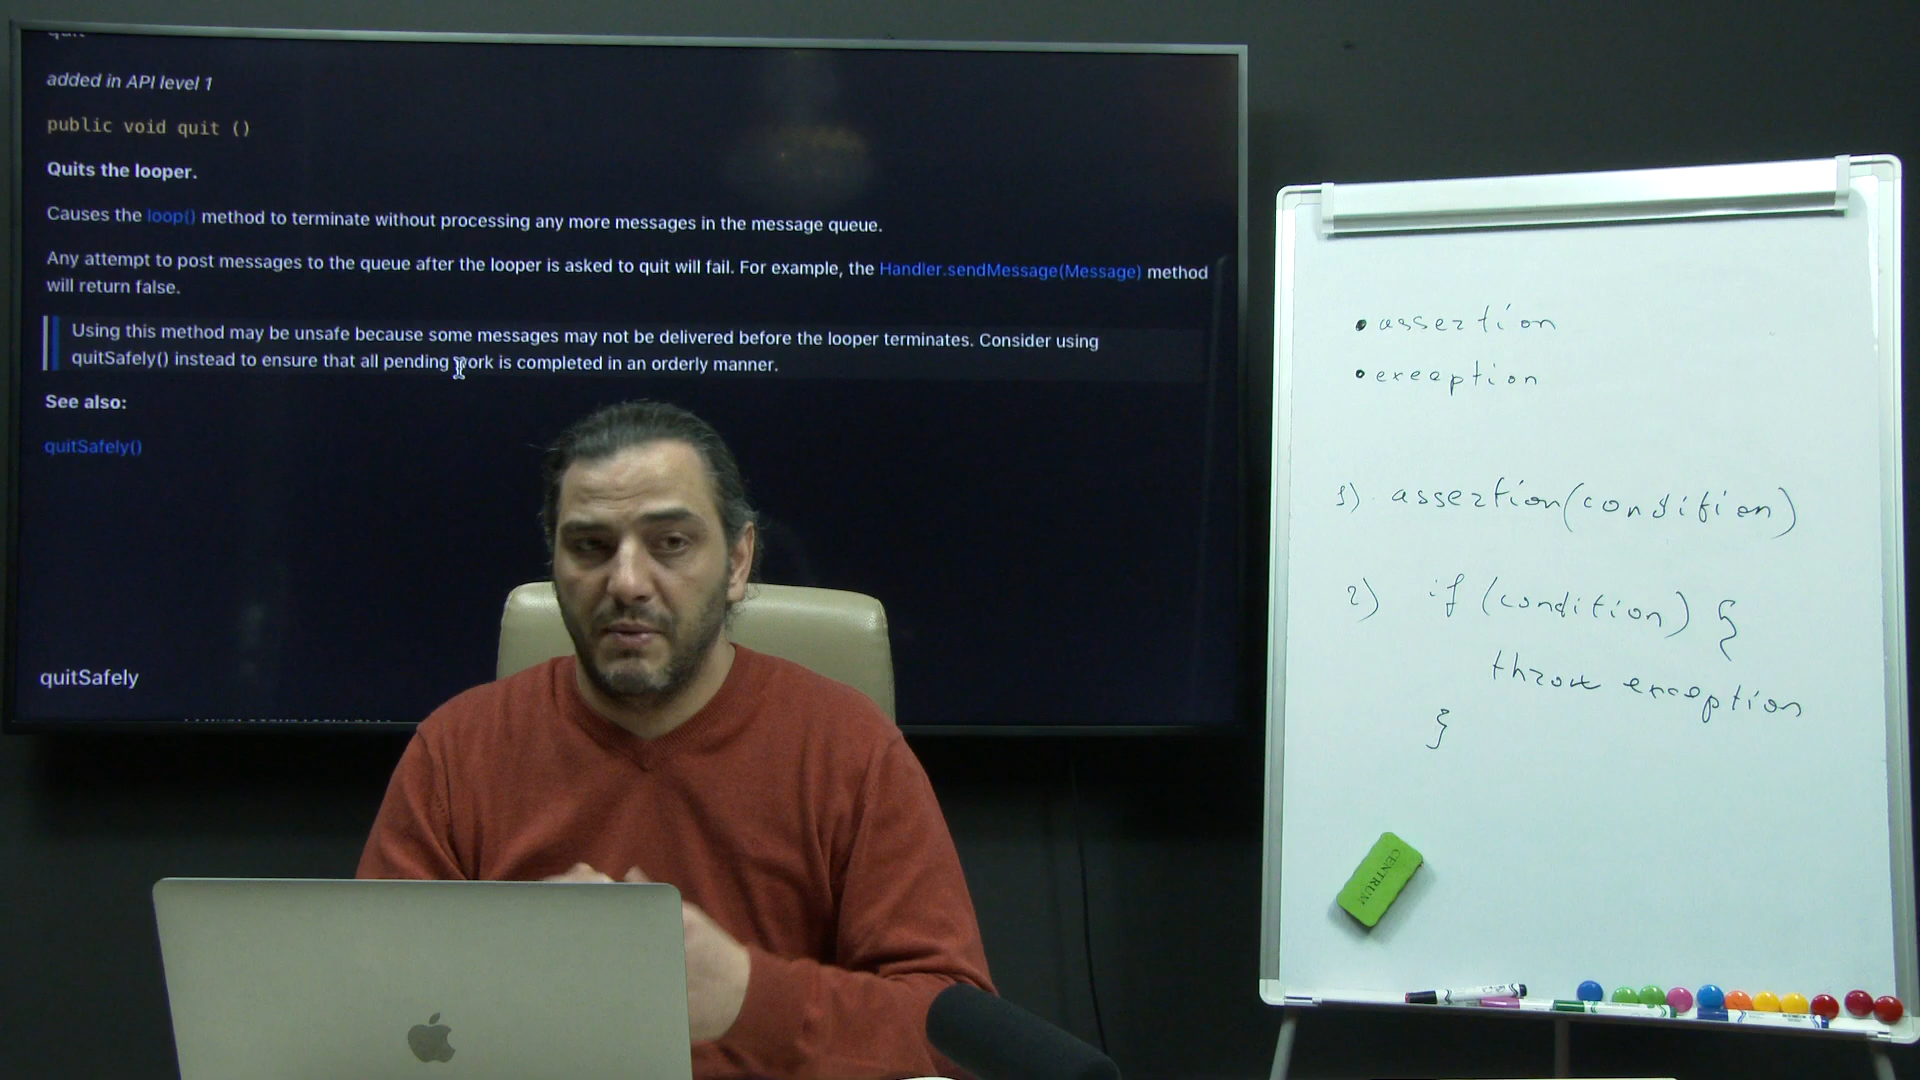 quit
added in API level 1
public void quit ()
Quits the looper.
Causes the loop() method to terminate without processing any more messages in the message queue.
Any attempt to post messages to the queue after the looper is asked to quit will fail. For example, the Handler.sendMessage(Message) method
will return false.
Using this method may be unsafe because some messages may not be delivered before the looper terminates. Consider using
quitSafely() instead to ensure that all pending work is completed in an orderly manner.
See also:
quitSafely()
quitSafely
• assertion
• exception
1) assertion(condition)
2) if (condition) {
throw exception
}
CENTRUM